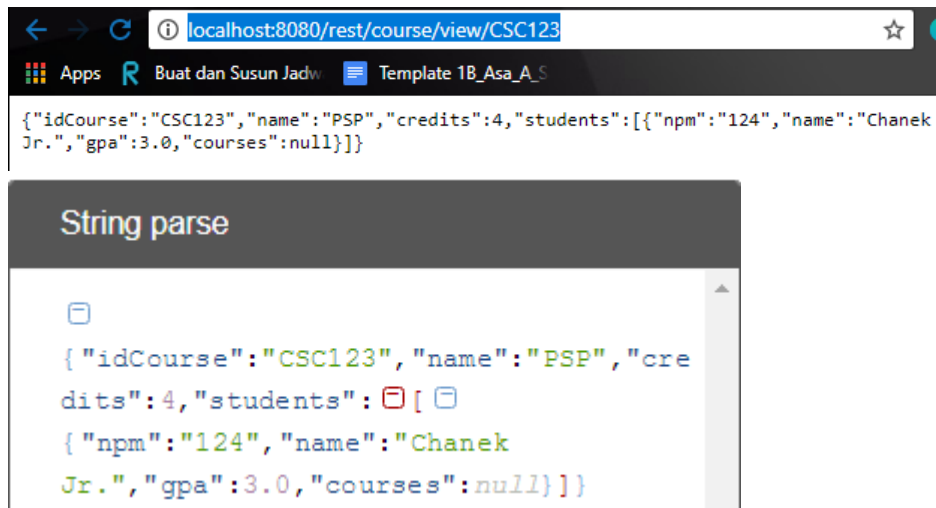 localhost:8080/rest/course/view/CSC123
Apps Buat dan Susun Jadw Template 1B_Asa_A_S
{"idCourse":"CSC123","name":"PSP","credits":4,"students":[{"npm":"124","name":"Chanek
Jr.","gpa":3.0,"courses":null}]}
String parse
{"idCourse":"CSC123","name":"PSP","cre
dits":4,"students":[
{"npm":"124","name":"Chanek
Jr.","gpa":3.0,"courses":null}]}